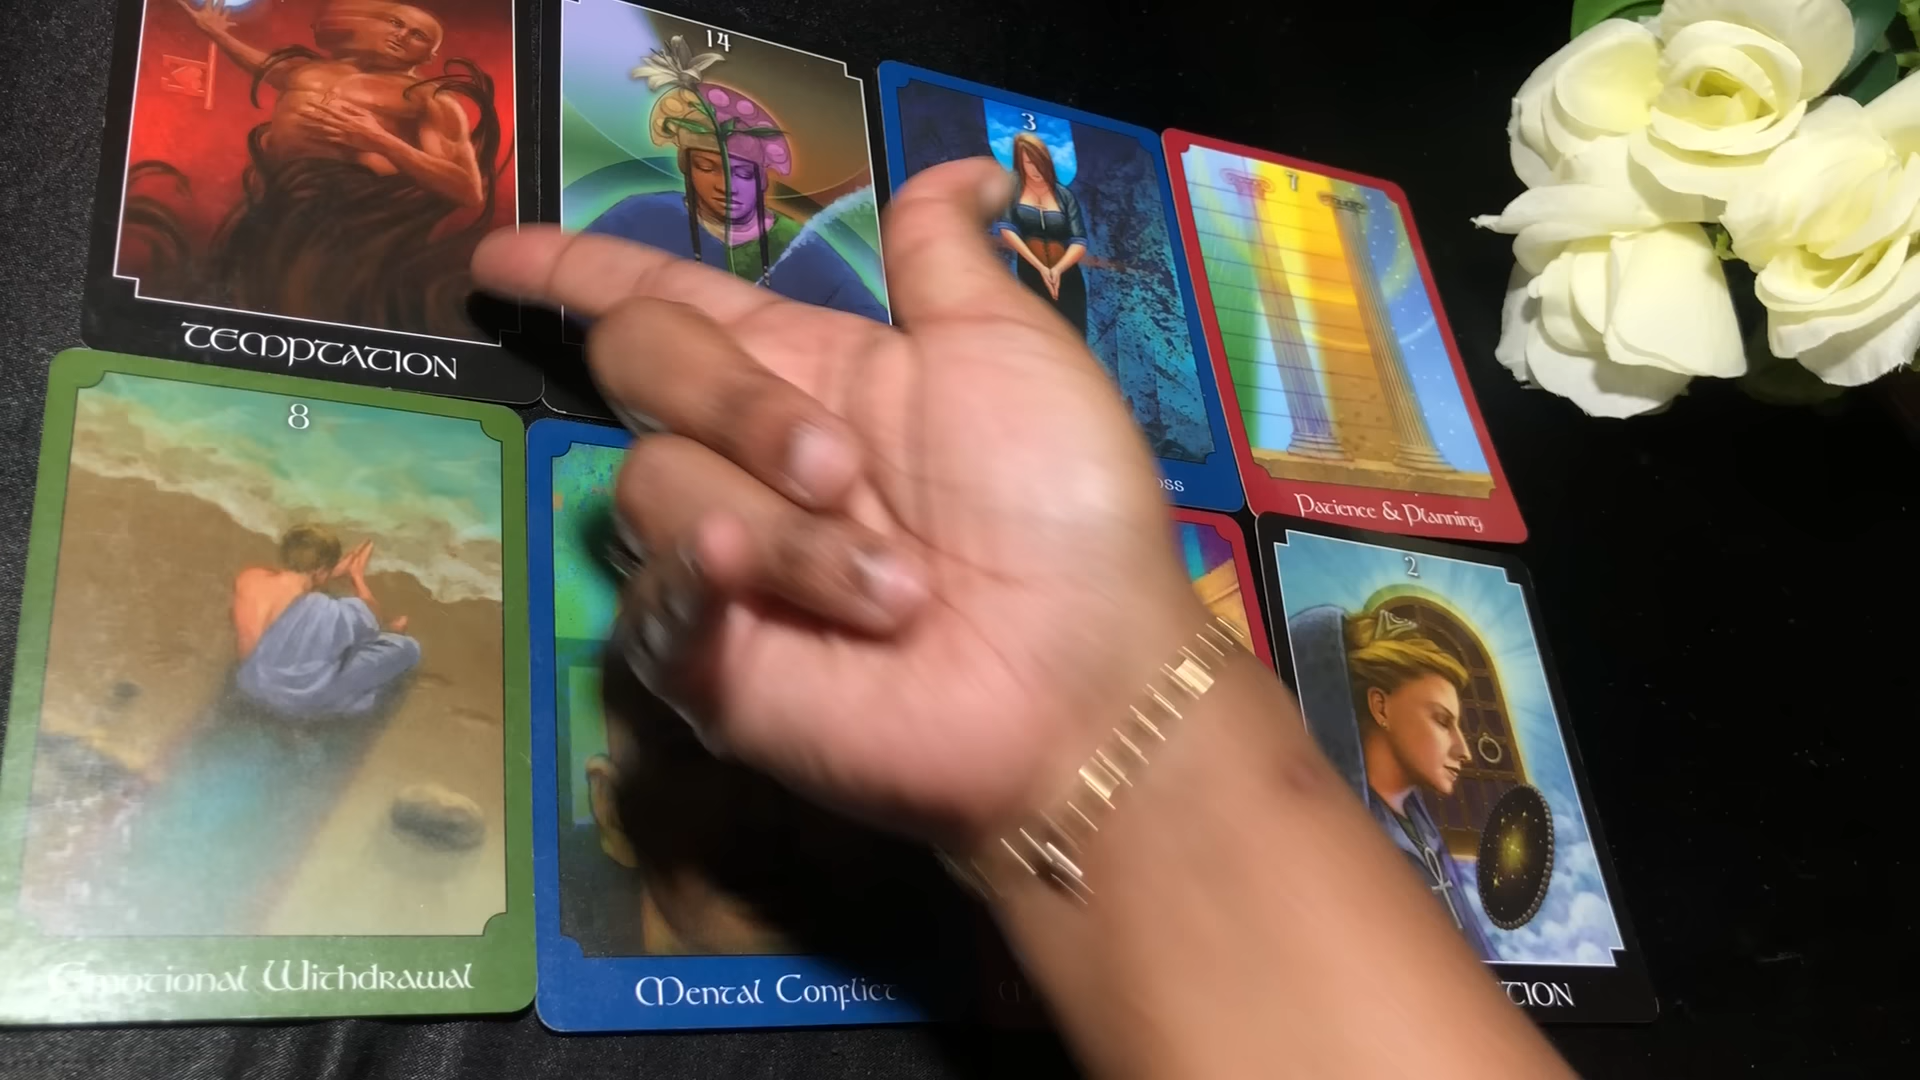 14
3
7
TEMPTATION
Patience & Planning
8
2
Emotional Withdrawal
Mental Conflict